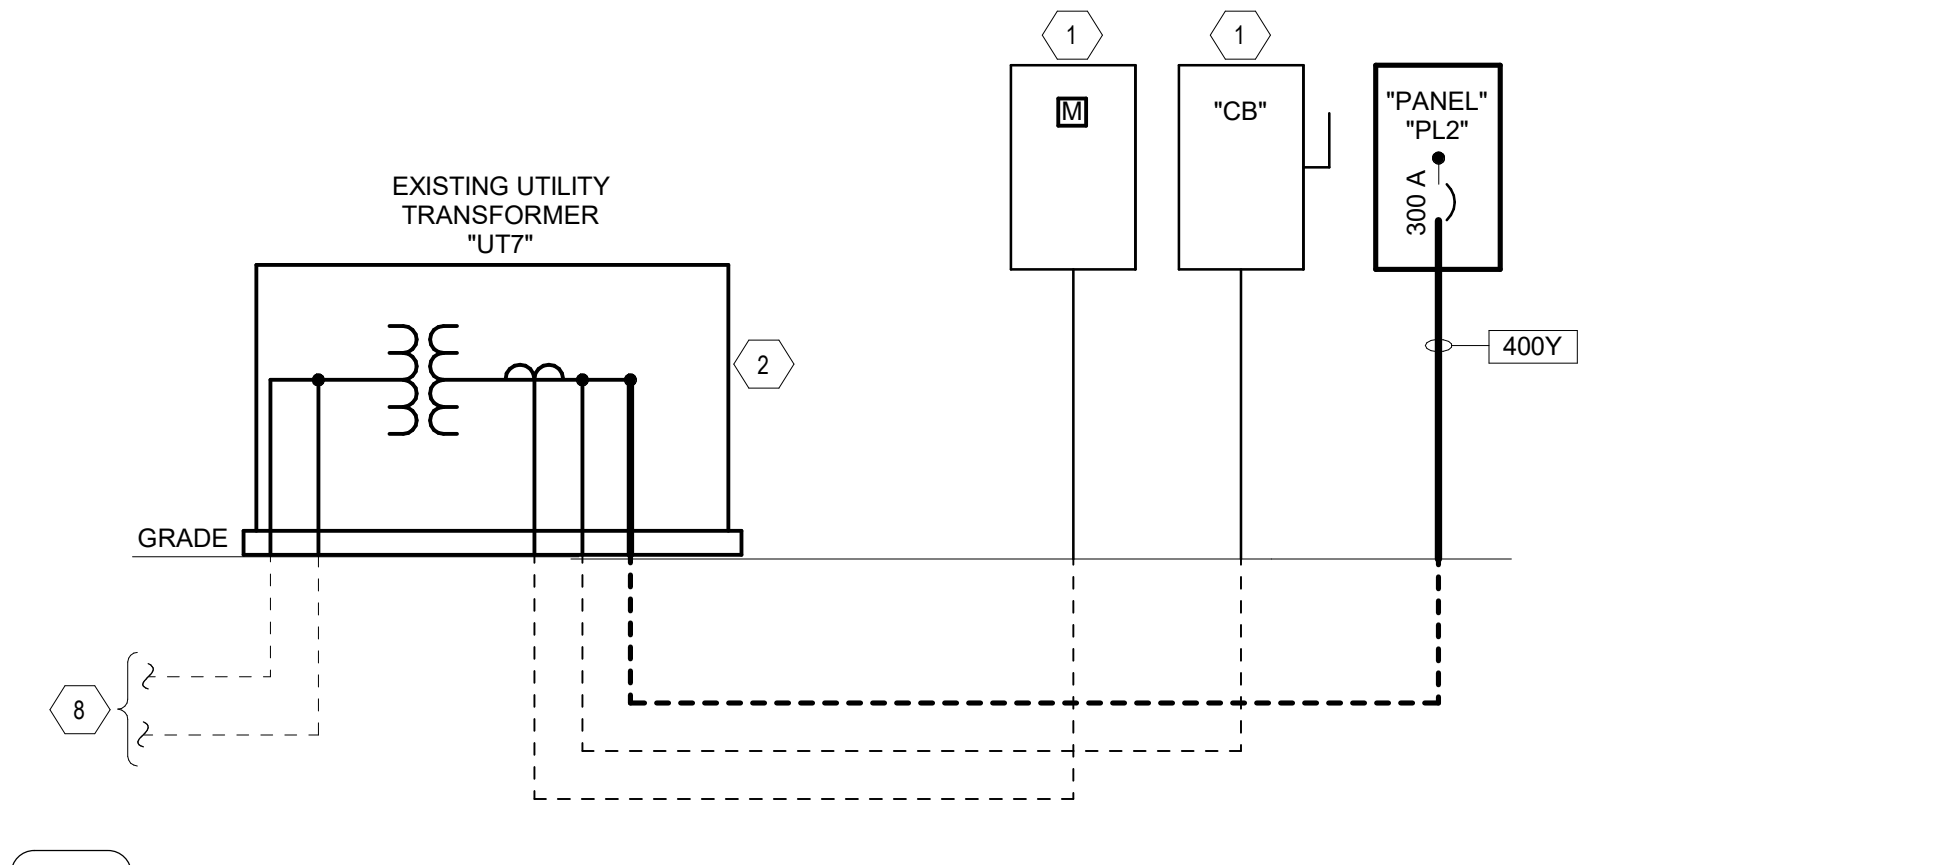 1
1
M
"CB"
"PANEL"
"PL2"
300 A
EXISTING UTILITY
TRANSFORMER
"UT7"
400Y
2
GRADE
8